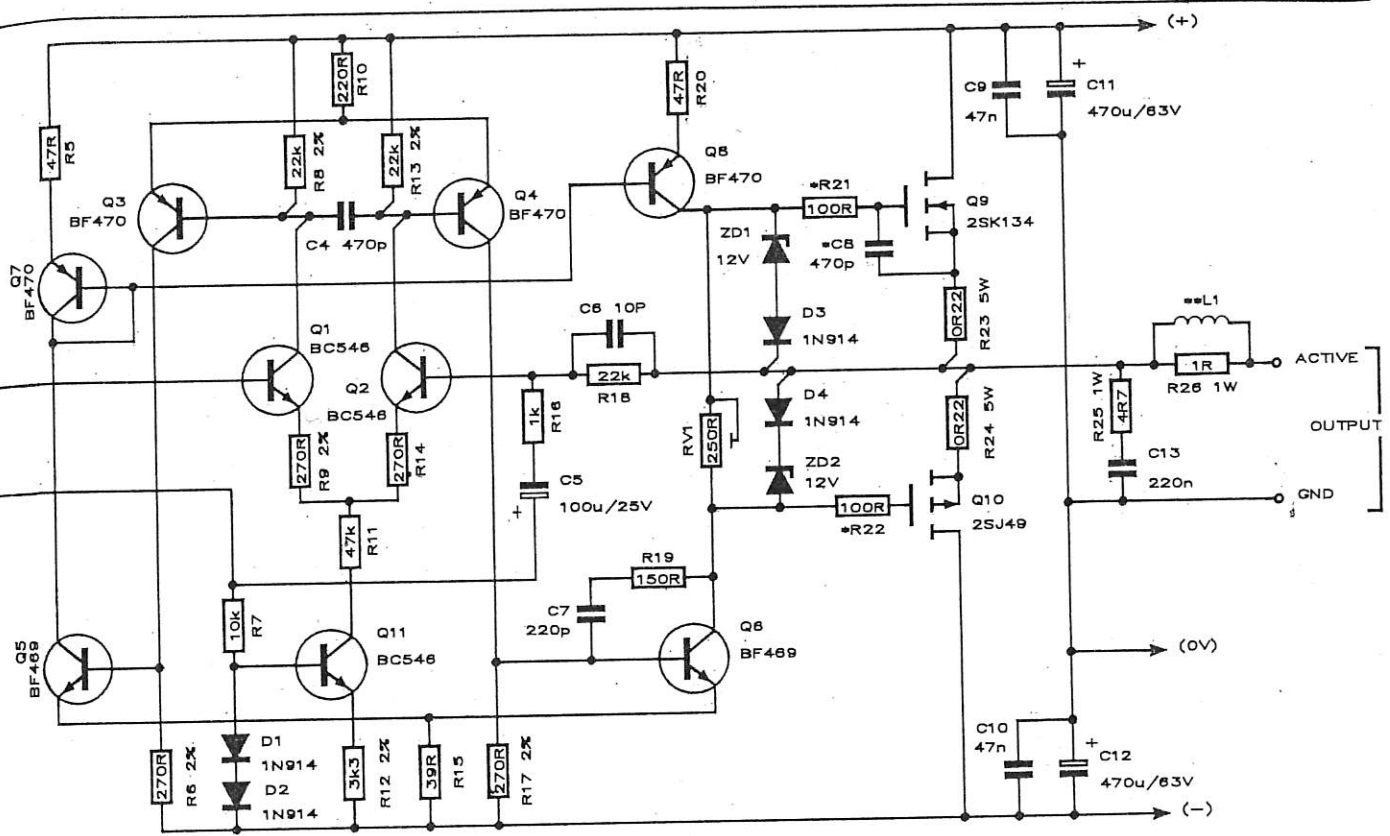 (+)
220R
R10
47R
R20
C9
47n
+
C11
470u/63V
47R
R5
22k
R8 2%
22k
R13 2%
Q3
BF470
Q4
BF470
Q8
BF470
*R21
100R
Q9
2SK134
C4
470p
ZD1
12V
*C8
470p
Q7
BF470
0R22
R23 5W
**L1
C6 10P
D3
1N914
Q1
BC546
Q2
BC546
22k
R18
1R
R26 1W
ACTIVE
1k
R16
D4
1N914
0R22
R24 5W
R25 1W
4R7
OUTPUT
270R
R9 2%
270R
R14
RV1
250R
ZD2
12V
C5
100u/25V
+
C13
220n
GND
100R
*R22
Q10
2SJ49
47k
R11
R19
150R
10k
R7
C7
220p
Q11
BC546
Q6
BF469
Q5
BF469
(0V)
270R
R6 2%
D1
1N914
D2
1N914
3k3
R12 2%
39R
R15
270R
R17 2%
C10
47n
+
C12
470u/63V
(-)